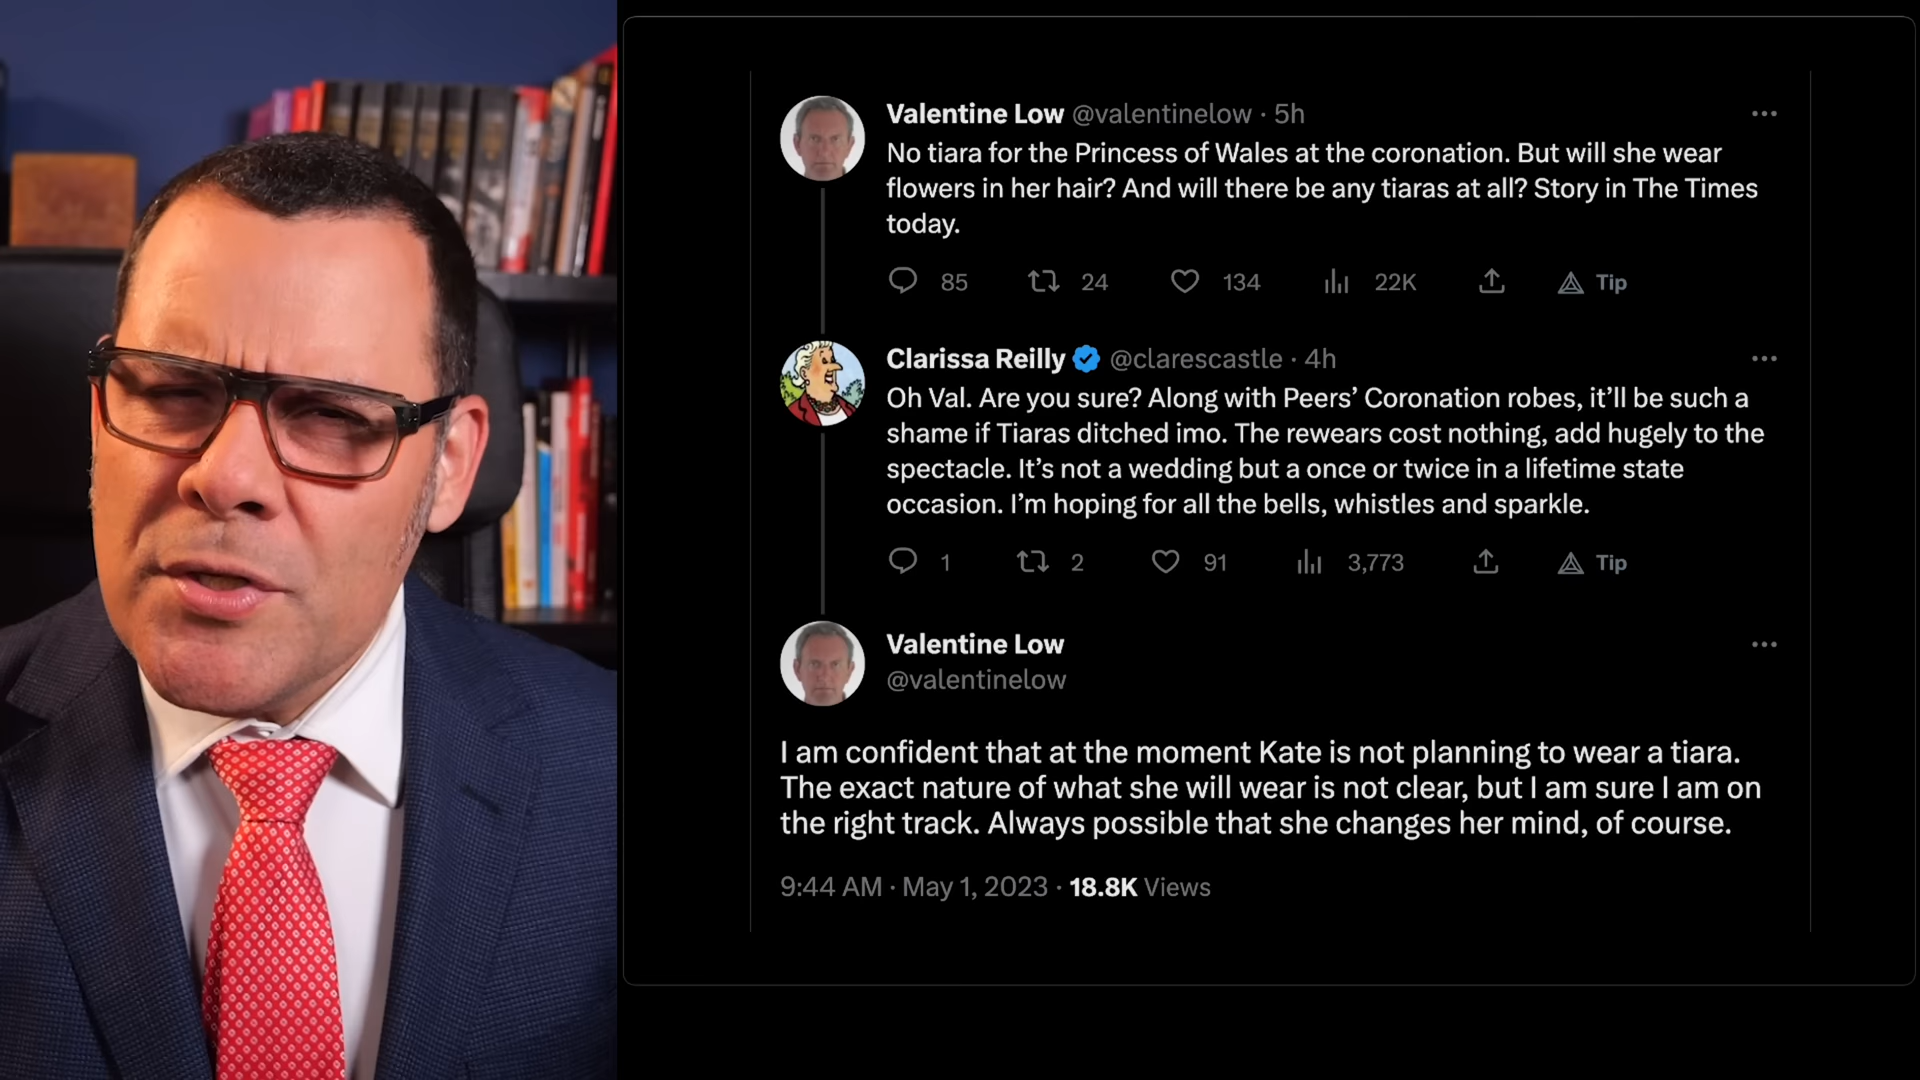 Valentine Low @valentinelow · 5h
No tiara for the Princess of Wales at the coronation. But will she wear
flowers in her hair? And will there be any tiaras at all? Story in The Times
today.
85 24 134 22K Tip
Clarissa Reilly @clarescastle · 4h
Oh Val. Are you sure? Along with Peers’ Coronation robes, it’ll be such a
shame if Tiaras ditched imo. The rewears cost nothing, add hugely to the
spectacle. It’s not a wedding but a once or twice in a lifetime state
occasion. I’m hoping for all the bells, whistles and sparkle.
1 2 91 3,773 Tip
Valentine Low
@valentinelow
I am confident that at the moment Kate is not planning to wear a tiara.
The exact nature of what she will wear is not clear, but I am sure I am on
the right track. Always possible that she changes her mind, of course.
9:44 AM · May 1, 2023 · 18.8K Views